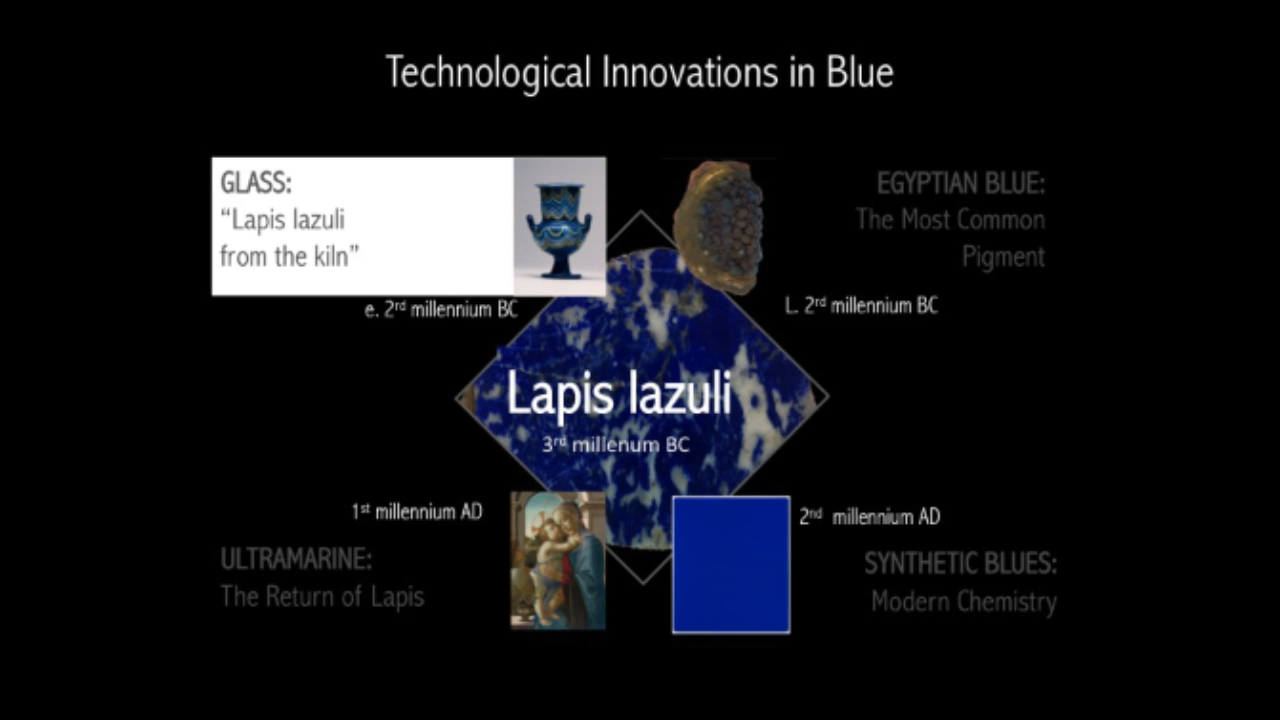 Technological Innovations in Blue
GLASS:
“Lapis lazuli
from the kiln”
e. 2rd millennium BC
EGYPTIAN BLUE:
The Most Common
Pigment
L. 2rd millennium BC
Lapis lazuli
3rd millenum BC
1st millennium AD
ULTRAMARINE:
The Return of Lapis
2nd millennium AD
SYNTHETIC BLUES:
Modern Chemistry